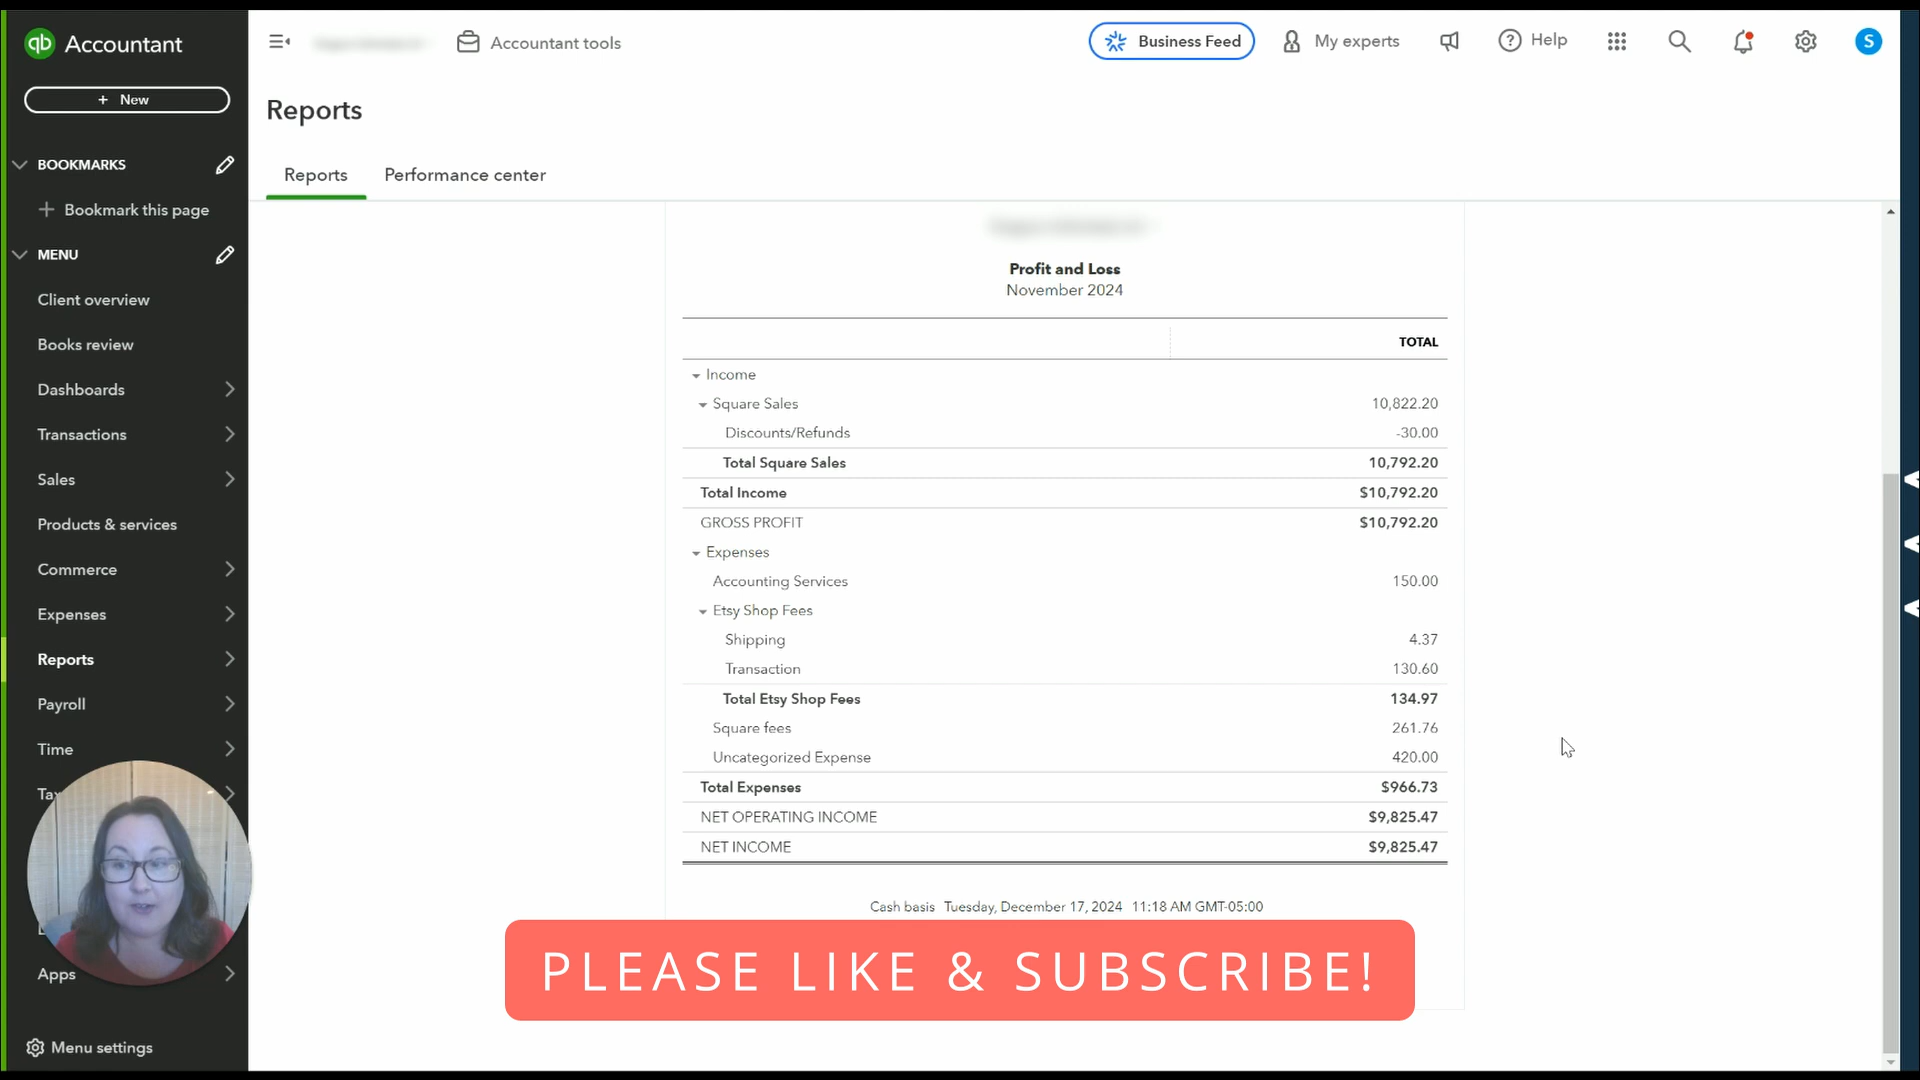 qb Accountant
Accountant tools
Business Feed
My experts
Help
S
+ New
Reports
BOOKMARKS
Reports
Performance center
Bookmark this page
MENU
Client overview
Books review
Dashboards
Transactions
Sales
Products & services
Commerce
Expenses
Reports
Payroll
Time
Ta
Apps
Menu settings
Profit and Loss
November 2024
TOTAL
Income
Square Sales 10,822.20
Discounts/Refunds -30.00
Total Square Sales 10,792.20
Total Income $10,792.20
GROSS PROFIT $10,792.20
Expenses
Accounting Services 150.00
Etsy Shop Fees
Shipping 4.37
Transaction 130.60
Total Etsy Shop Fees 134.97
Square fees 261.76
Uncategorized Expense 420.00
Total Expenses $966.73
NET OPERATING INCOME $9,825.47
NET INCOME $9,825.47
Cash basis Tuesday, December 17, 2024 11:18 AM GMT-05:00
PLEASE LIKE & SUBSCRIBE!